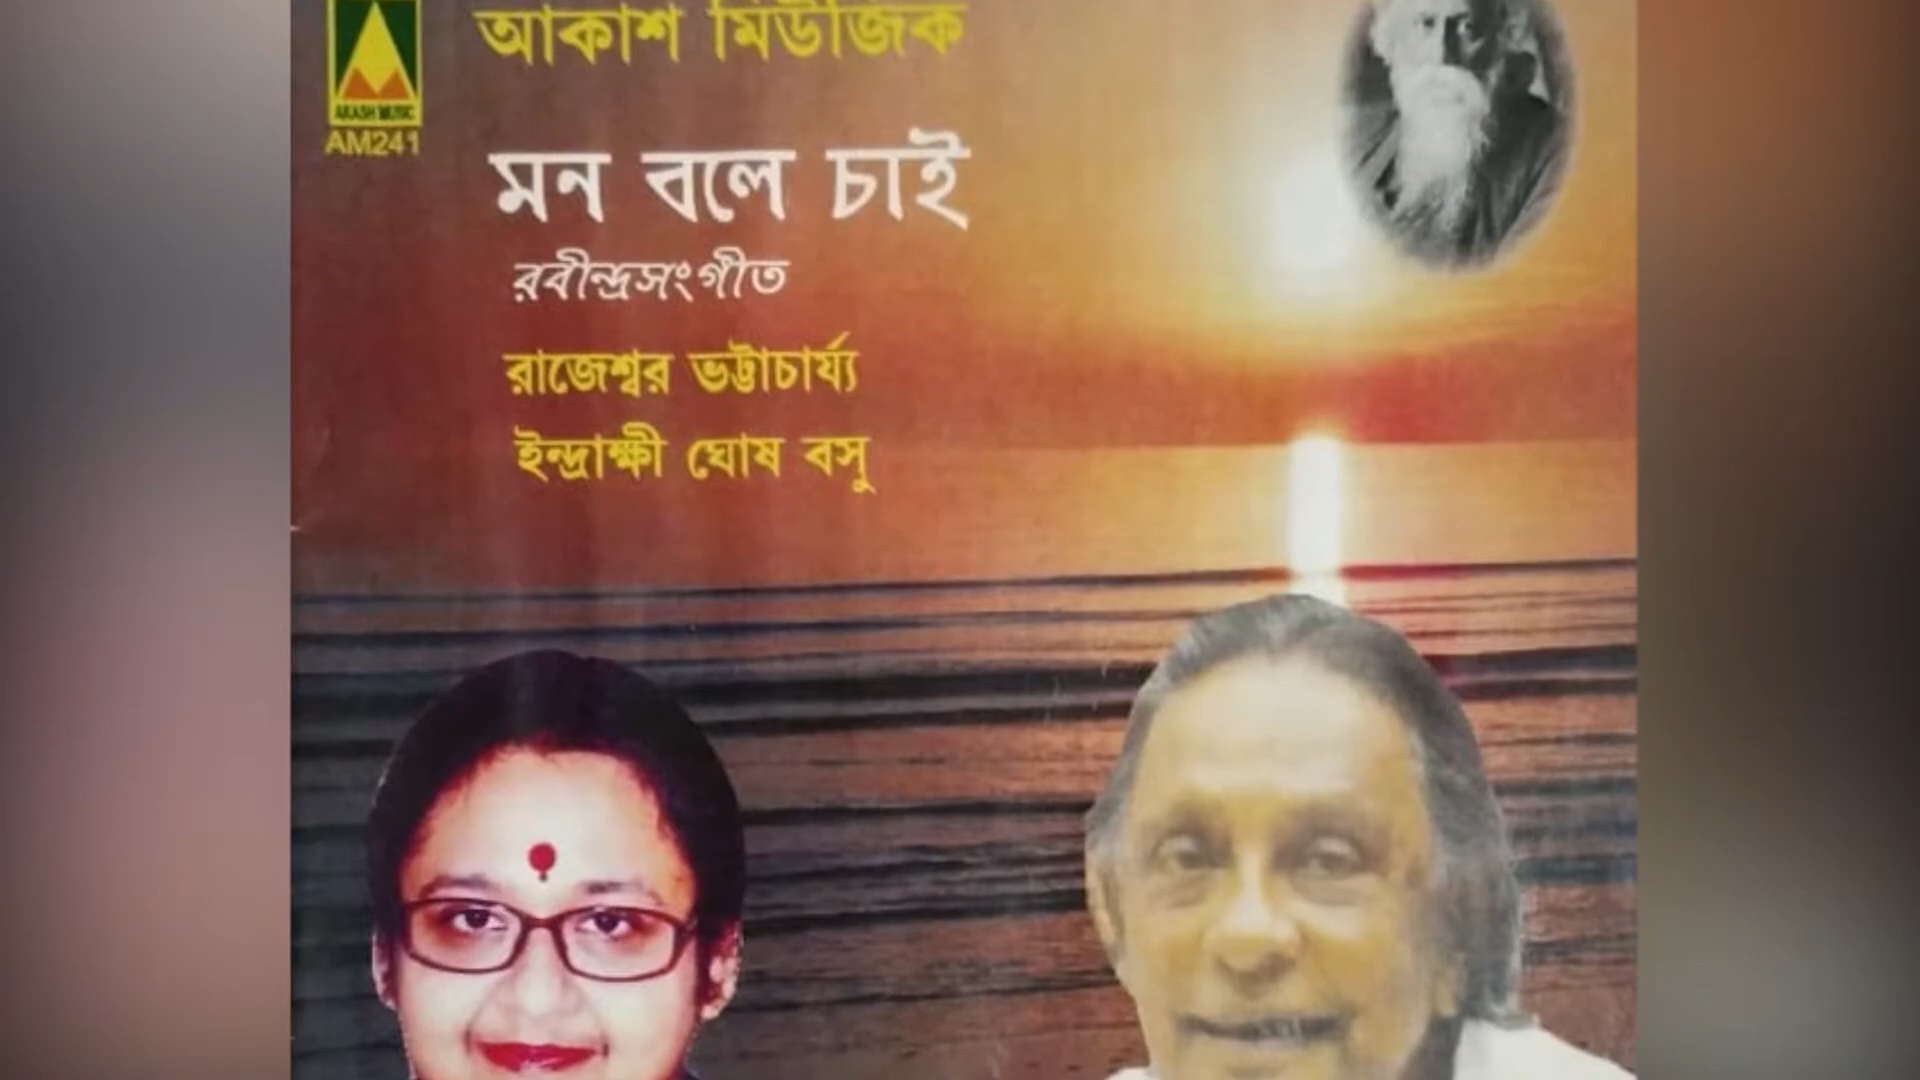 আকাশ মিউজিক
AKASH MUSIC
AM241
মন বলে চাই
রবীন্দ্রসংগীত
রাজেশ্বর ভট্টাচার্য্য
ইন্দ্রাক্ষী ঘোষ বসু